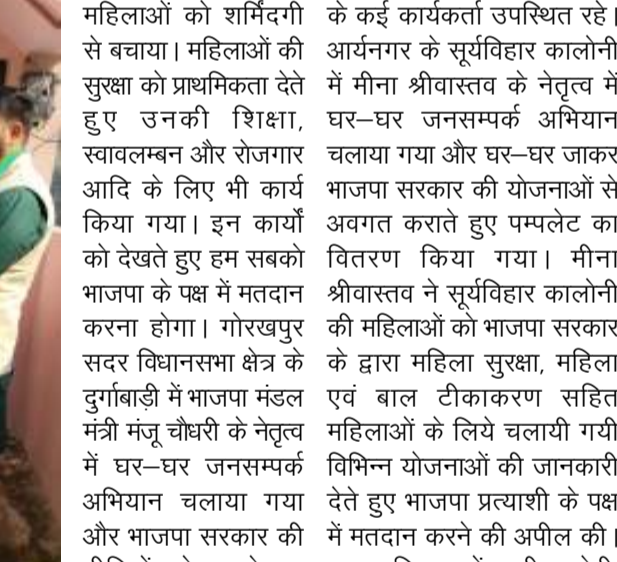 महिलाओं को शर्मिंदगी
से बचाया। महिलाओं की
सुरक्षा को प्राथमिकता देते
हुए उनकी शिक्षा,
स्वावलम्बन और रोजगार
आदि के लिए भी कार्य
किया गया। इन कार्यों
को देखते हुए हम सबको
भाजपा के पक्ष में मतदान
करना होगा। गोरखपुर
सदर विधानसभा क्षेत्र के
दुर्गाबाड़ी में भाजपा मंडल
मंत्री मंजू चौधरी के नेतृत्व
में घर–घर जनसम्पर्क
अभियान चलाया गया
और भाजपा सरकार की
के कई कार्यकर्ता उपस्थित रहे।
आर्यनगर के सूर्यविहार कालोनी
में मीना श्रीवास्तव के नेतृत्व में
घर–घर जनसम्पर्क अभियान
चलाया गया और घर–घर जाकर
भाजपा सरकार की योजनाओं से
अवगत कराते हुए पम्पलेट का
वितरण किया गया। मीना
श्रीवास्तव ने सूर्यविहार कालोनी
की महिलाओं को भाजपा सरकार
के द्वारा महिला सुरक्षा, महिला
एवं बाल टीकाकरण सहित
महिलाओं के लिये चलायी गयी
विभिन्न योजनाओं की जानकारी
देते हुए भाजपा प्रत्याशी के पक्ष
में मतदान करने की अपील की।